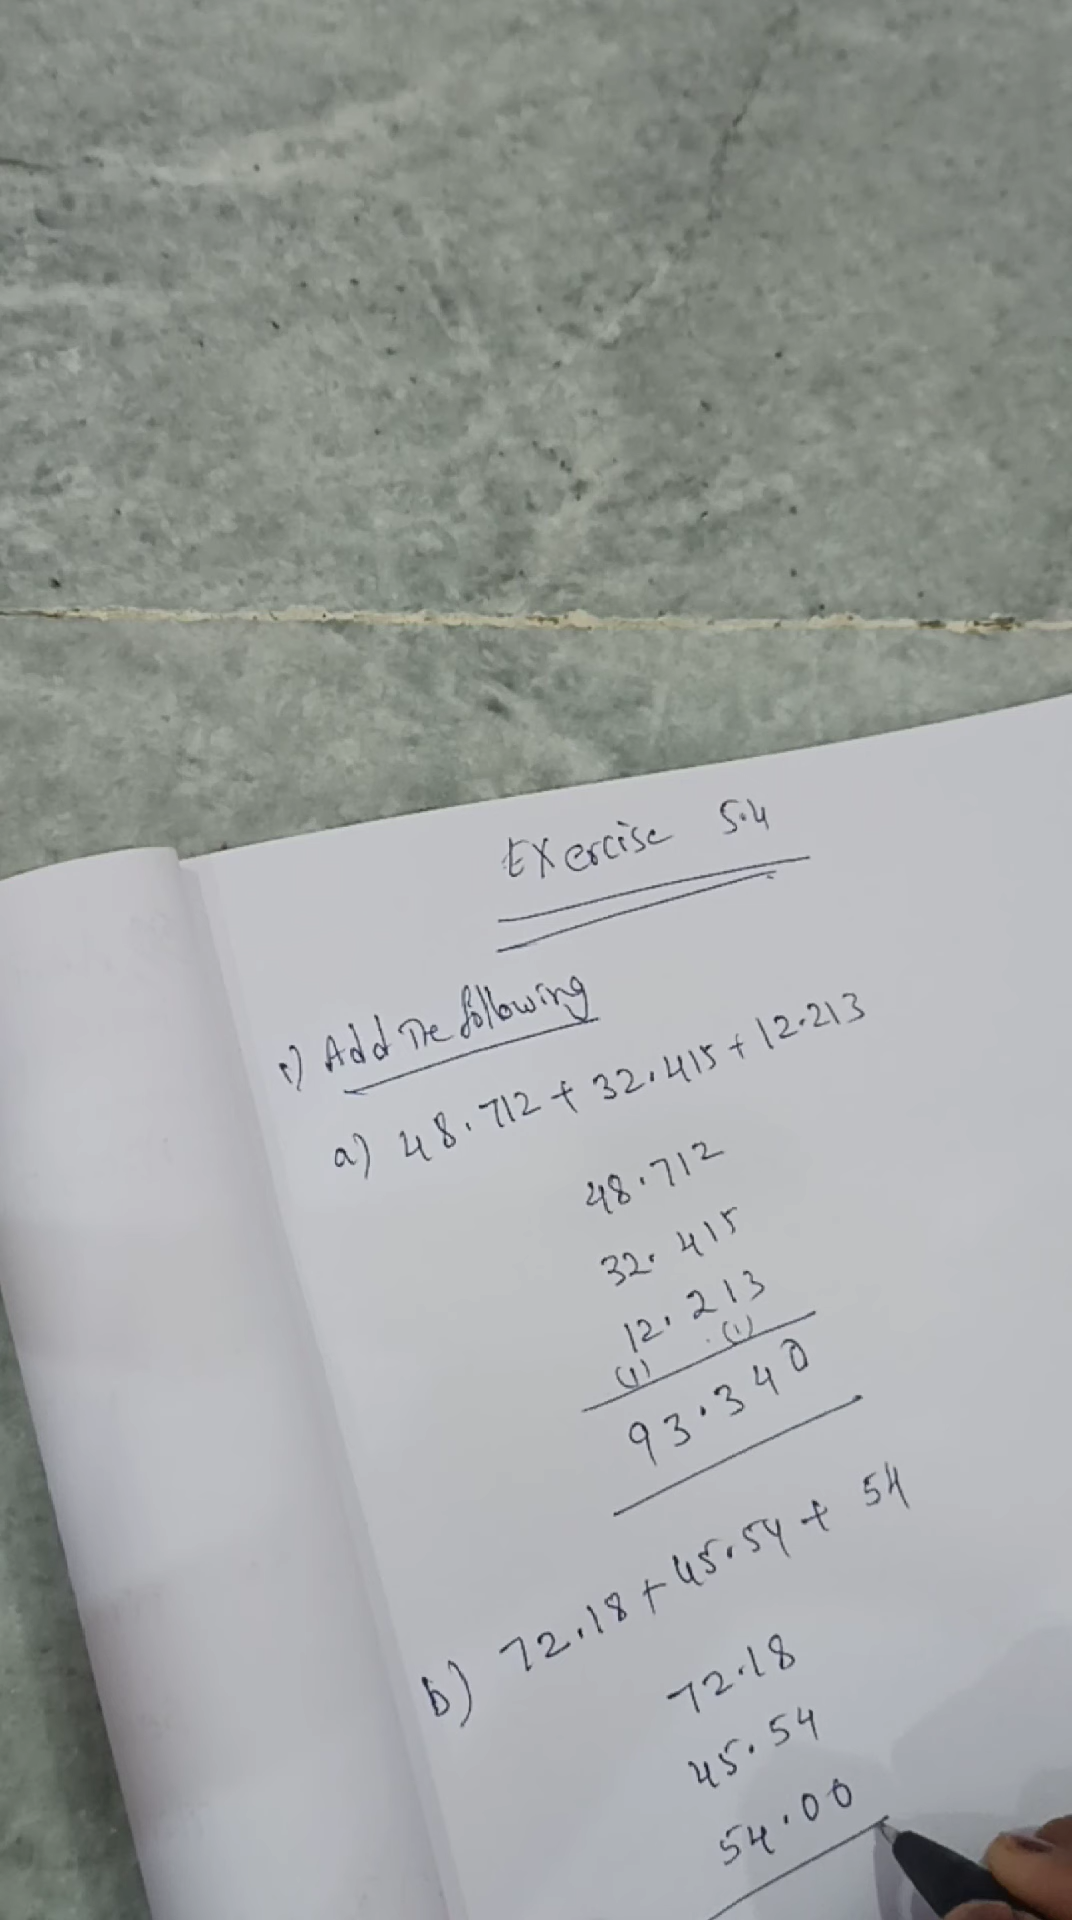 Exercise 5.4
1) Add The following
a) 48.712 + 32.415 + 12.213
48.712
32.415
12.213
(1) (1)
93.340
b) 72.18 + 45.54 + 54
72.18
45.54
54.00